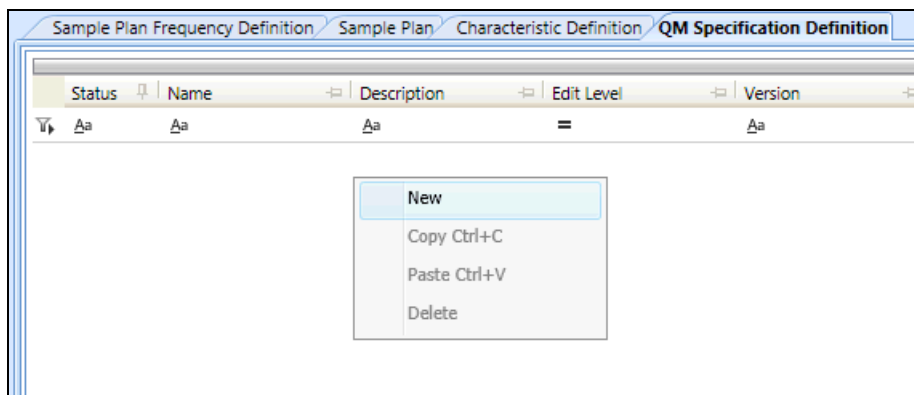 Sample Plan Frequency Definition Sample Plan Characteristic Definition QM Specification Definition
Status Name Description Edit Level Version
Aa Aa Aa = Aa
New
Copy Ctrl+C
Paste Ctrl+V
Delete